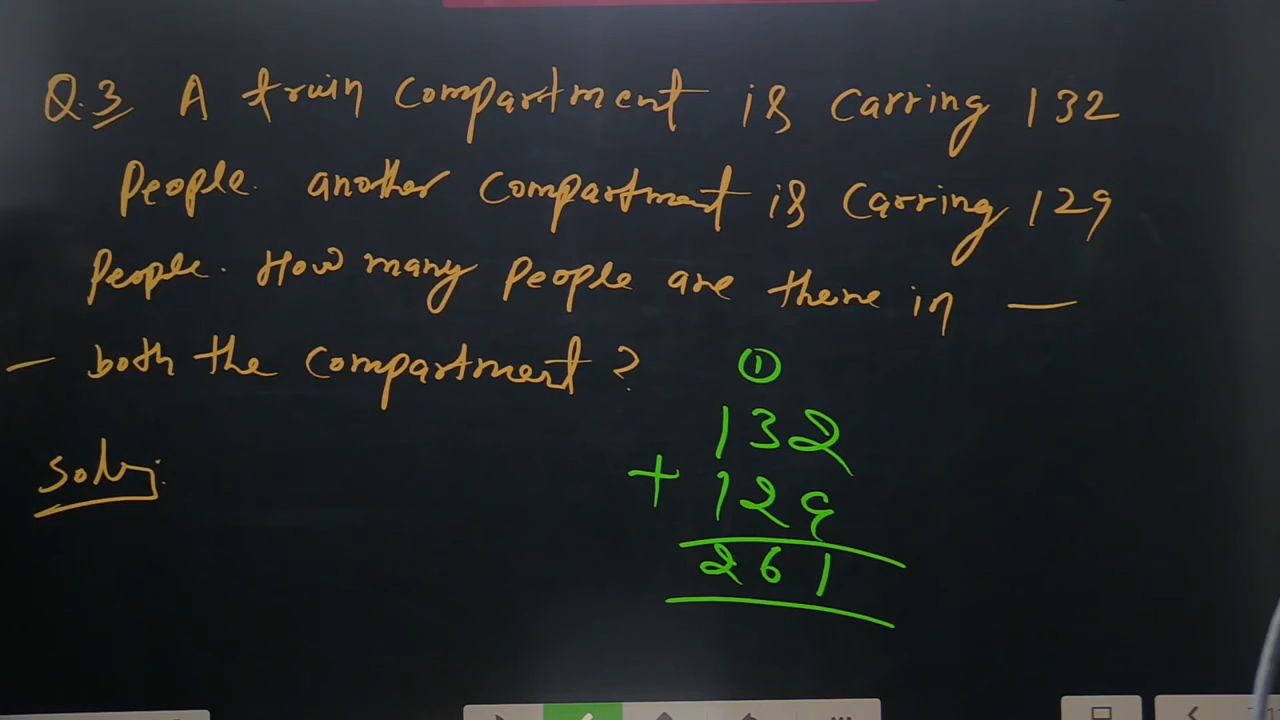 Q.3 A train compartment is carring 132
People. another compartment is carring 129
People. How many people are there in —
— both the compartment ?
Soln:
1
132
+ 129
261